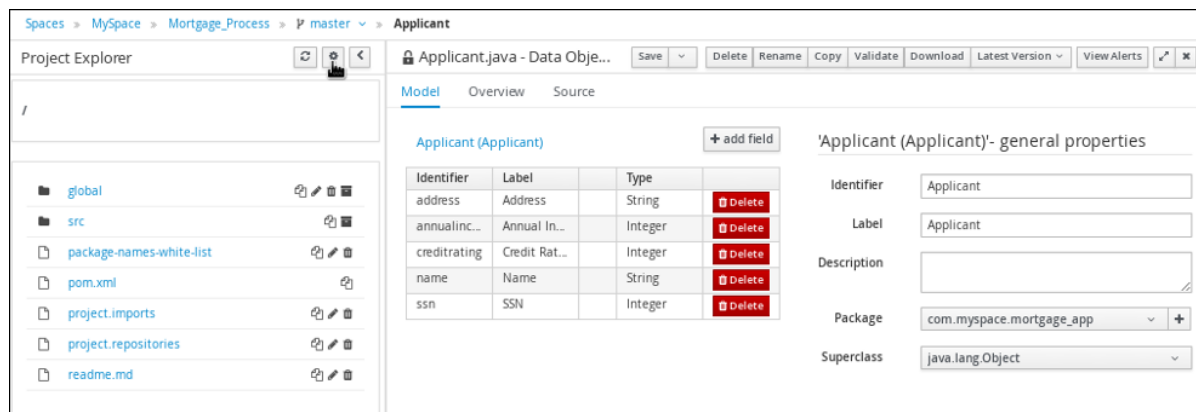 Spaces » MySpace » Mortgage_Process » master » Applicant
Project Explorer
/
global
src
package-names-white-list
pom.xml
project.imports
project.repositories
readme.md
Applicant.java - Data Obje...
Save Delete Rename Copy Validate Download Latest Version View Alerts
Model Overview Source
Applicant (Applicant)
+ add field
Identifier Label Type
address Address String Delete
annualinc... Annual In... Integer Delete
creditrating Credit Rat... Integer Delete
name Name String Delete
ssn SSN Integer Delete
'Applicant (Applicant)'- general properties
Identifier Applicant
Label Applicant
Description
Package com.myspace.mortgage_app +
Superclass java.lang.Object